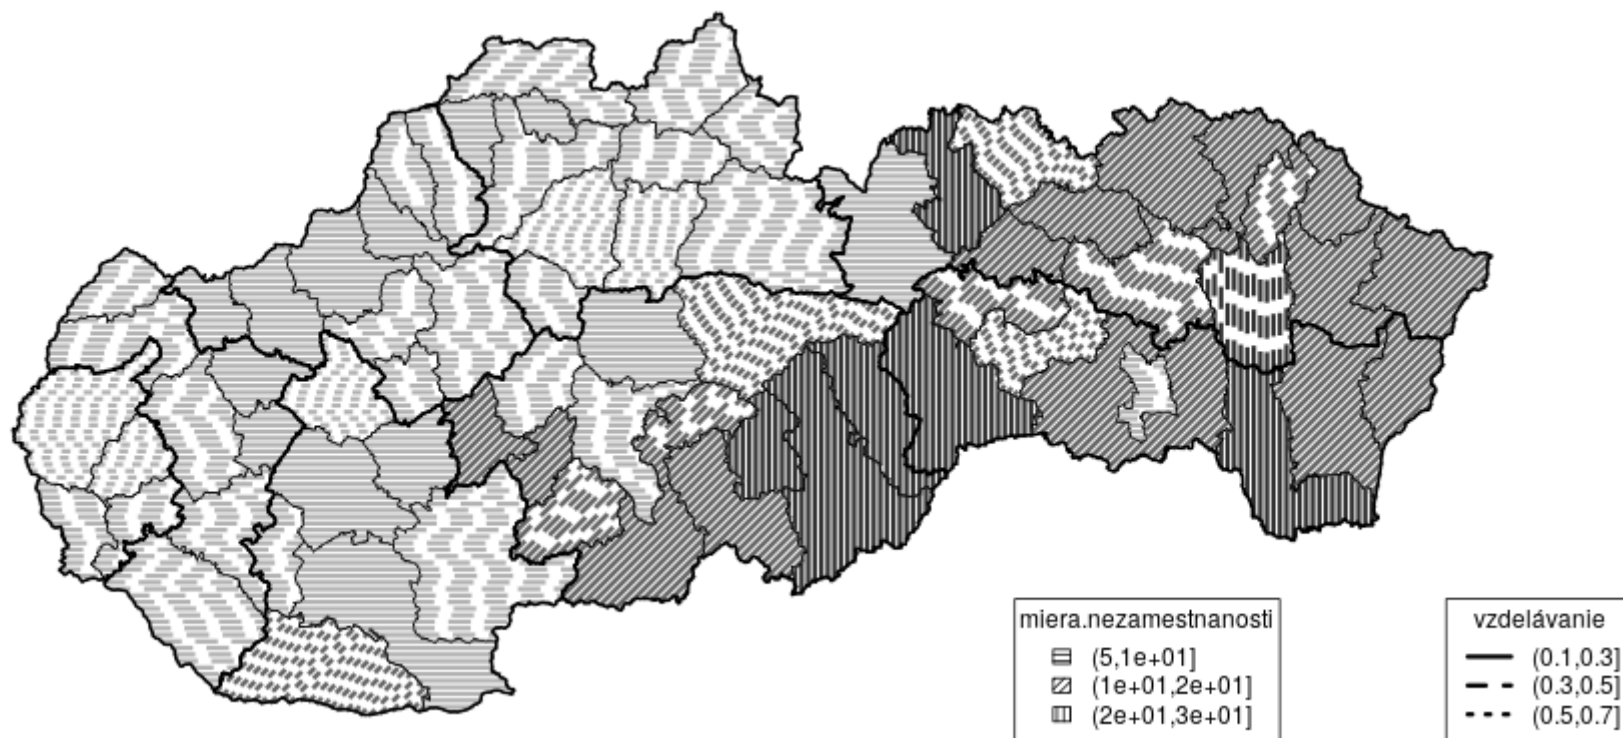 miera.nezamestnanosti
(5,1e+01]
(1e+01,2e+01]
(2e+01,3e+01]
vzdelávanie
(0.1,0.3]
(0.3,0.5]
(0.5,0.7]